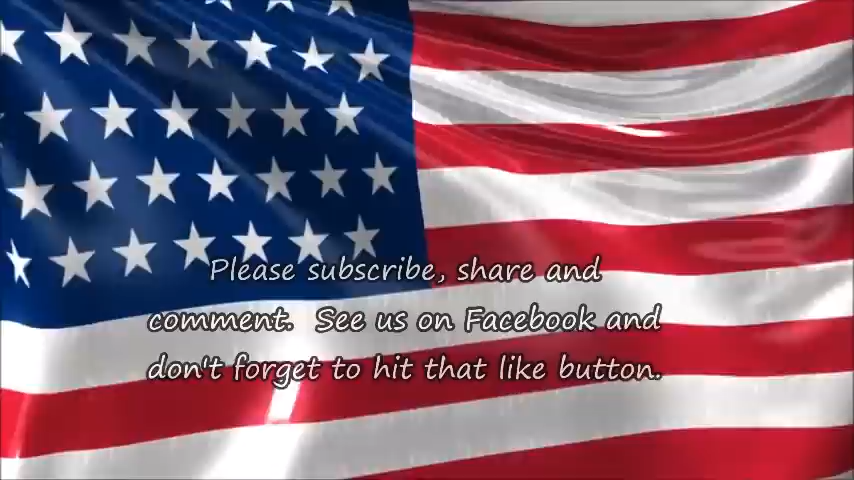 Please subscribe, share and
comment.  See us on Facebook and
don't forget to hit that like button.